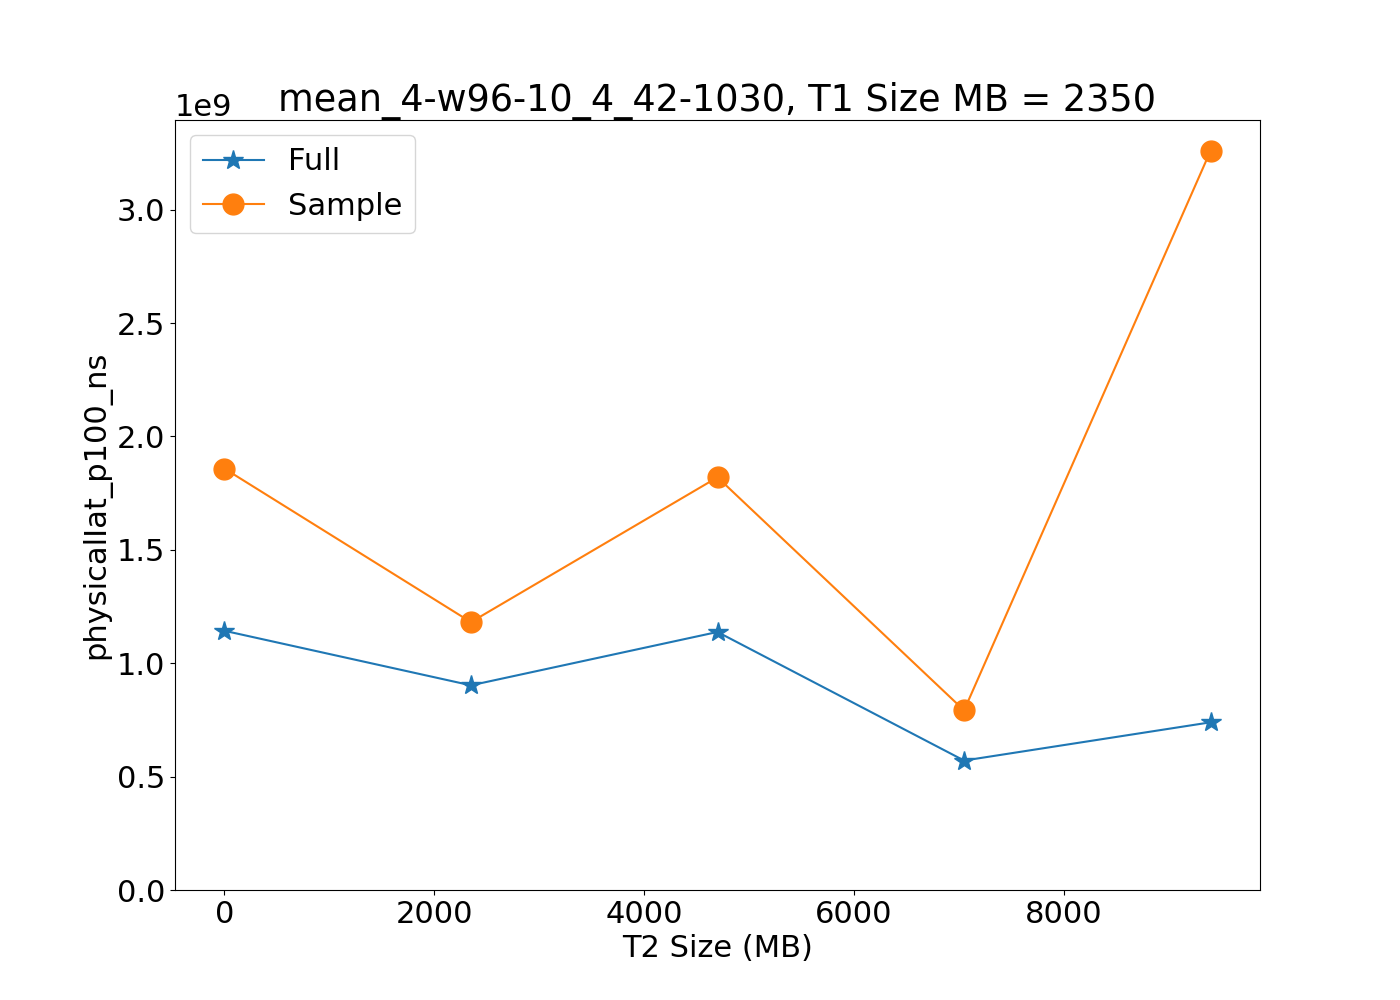 mean_4-w96-10_4_42-1030, T1 Size MB = 2350
1e9
Full
Sample
3.0
2.5
2.0
1.5
1.0
0.5
0.0
physicallat_p100_ns
0 2000 4000 6000 8000
T2 Size (MB)